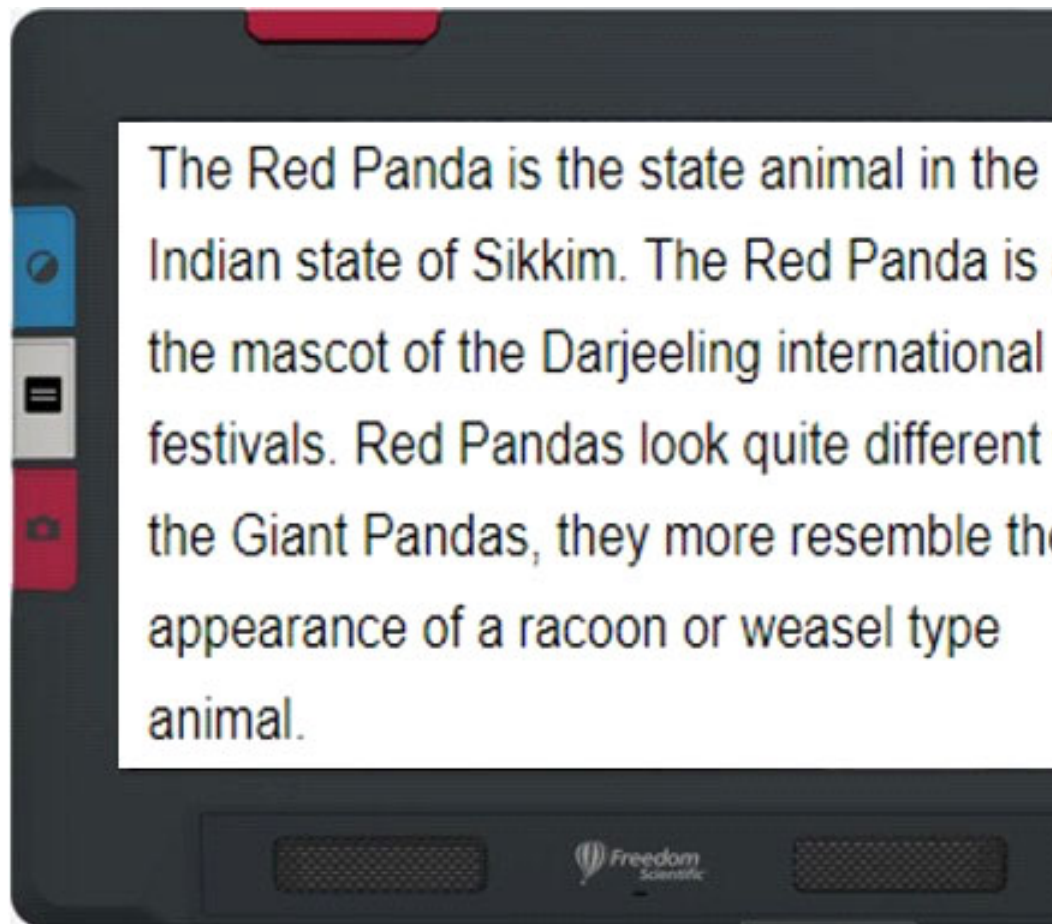 The Red Panda is the state animal in the
Indian state of Sikkim. The Red Panda is
the mascot of the Darjeeling international
festivals. Red Pandas look quite different
the Giant Pandas, they more resemble the
appearance of a racoon or weasel type
animal.
Freedom
Scientific